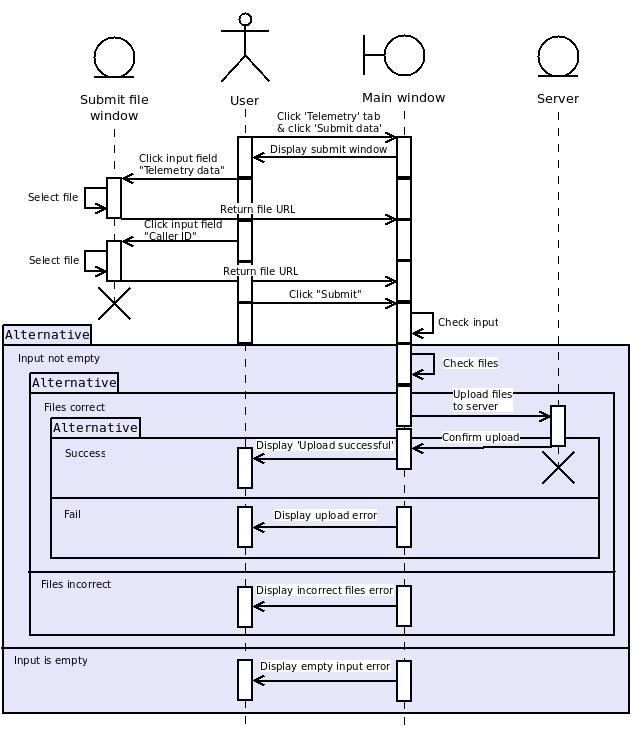 Submit file
window
User
Main window
Server
Click 'Telemetry' tab
& click 'Submit data'
Display submit window
Click input field
"Telemetry data"
Select file
Return file URL
Click input field
"Caller ID"
Select file
Return file URL
Click "Submit"
Check input
Alternative
Input not empty
Check files
Alternative
Files correct
Upload files
to server
Alternative
Confirm upload
Display 'Upload successful'
Success
Fail
Display upload error
Files incorrect
Display incorrect files error
Input is empty
Display empty input error